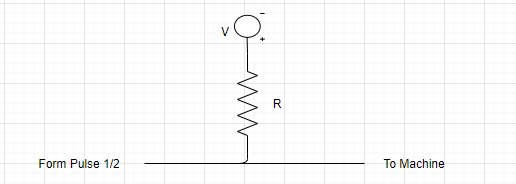 -
V
+
R
Form Pulse 1/2
To Machine